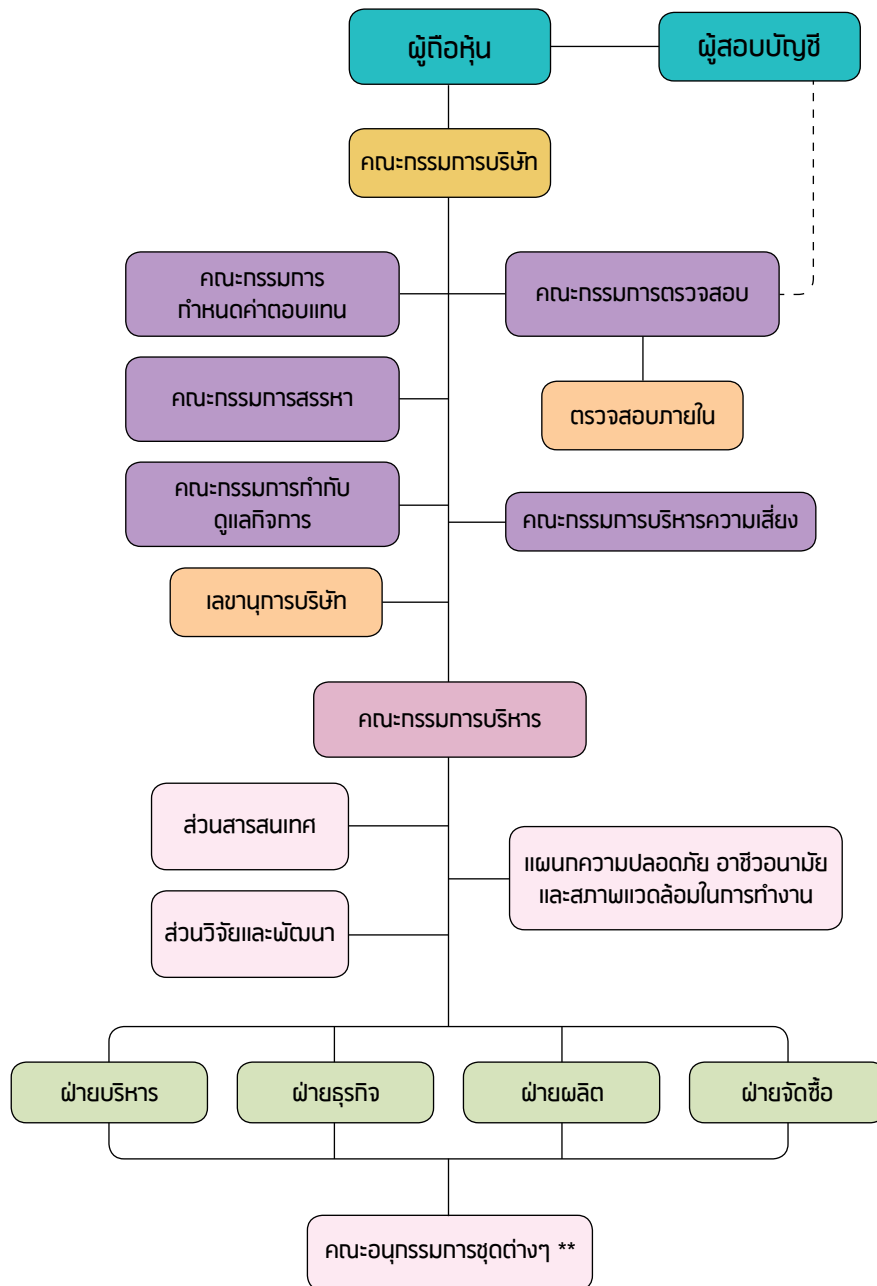 ผู้ถือหุ้น
ผู้สอบบัญชี
คณะกรรมการบริษัท
คณะกรรมการ
กำหนดค่าตอบแทน
คณะกรรมการตรวจสอบ
คณะกรรมการสรรหา
ตรวจสอบภายใน
คณะกรรมการกำกับ
ดูแลกิจการ
คณะกรรมการบริหารความเสี่ยง
เลขานุการบริษัท
คณะกรรมการบริหาร
ส่วนสารสนเทศ
แผนกความปลอดภัย อาชีวอนามัย
และสภาพแวดล้อมในการทำงาน
ส่วนวิจัยและพัฒนา
ฝ่ายบริหาร
ฝ่ายธุรกิจ
ฝ่ายผลิต
ฝ่ายจัดซื้อ
คณะอนุกรรมการชุดต่างๆ **